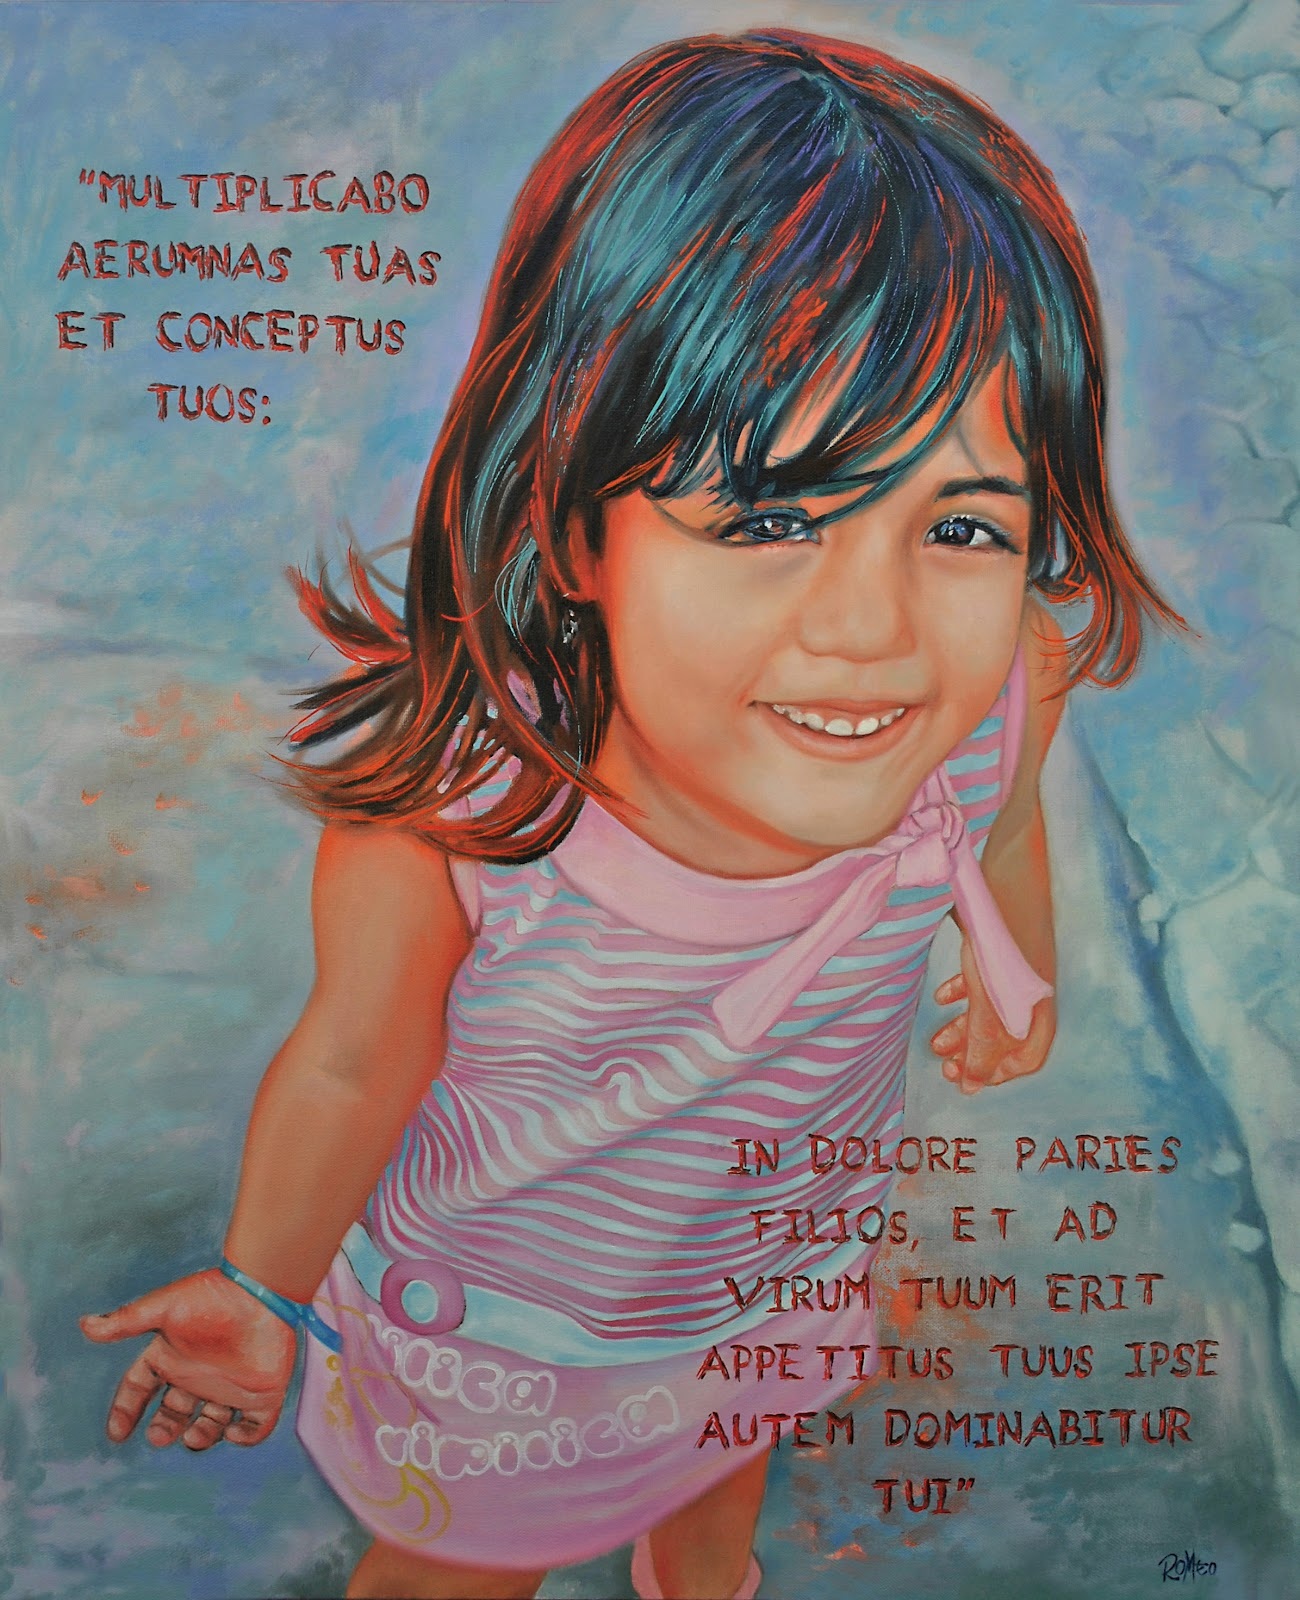 "MULTIPLICABO
AERUMNAS TUAS
ET CONCEPTUS
TUOS:
IN DOLORE PARIES
FILIOS, ET AD
VIRUM TUUM ERIT
APPETITUS TUUS IPSE
AUTEM DOMINABITUR
TUI"
ROMEO